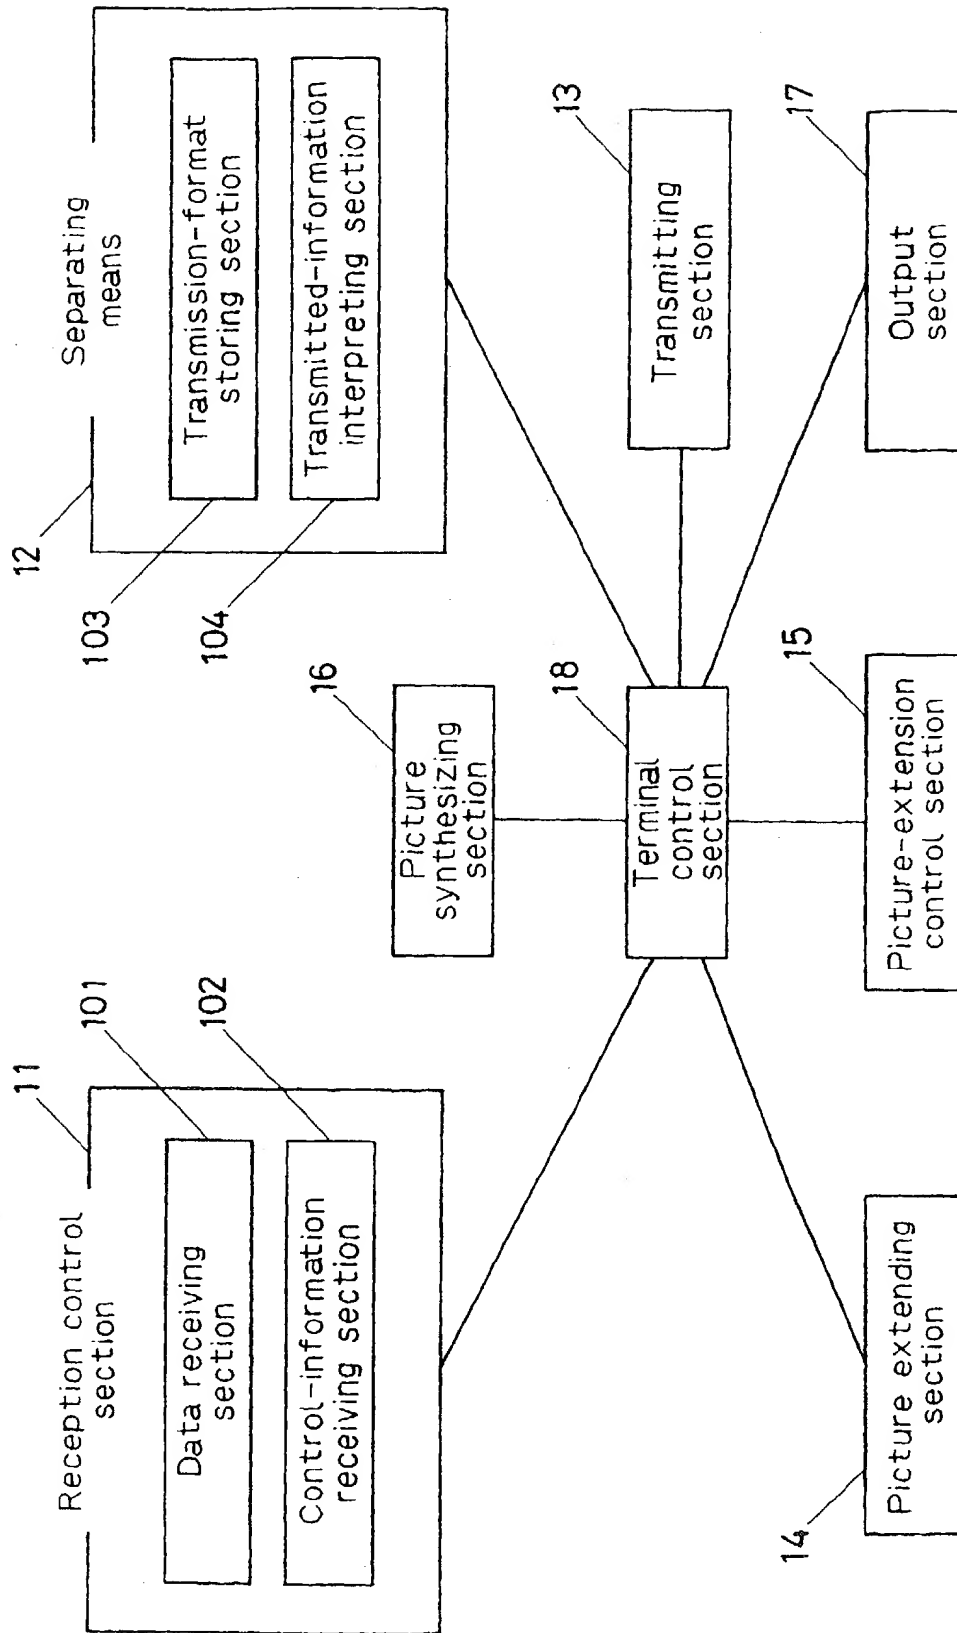 11
Reception control
section
101
Data receiving
section
102
Control-information
receiving section
12
Separating
means
103
Transmission-format
storing section
104
Transmitted-information
interpreting section
16
Picture
synthesizing
section
18
Terminal
control
section
13
Transmitting
section
14
Picture extending
section
15
Picture-extension
control section
17
Output
section